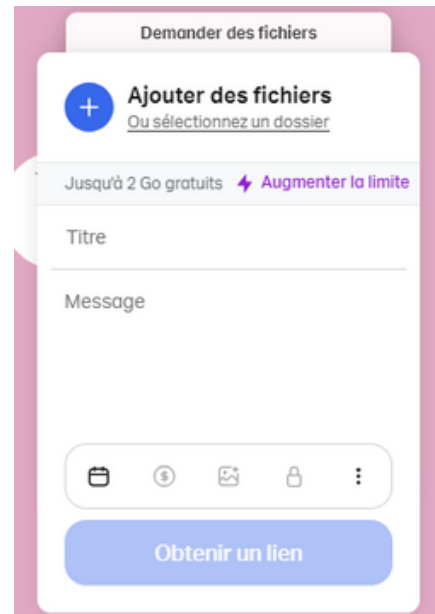 Demander des fichiers
Ajouter des fichiers
Ou sélectionnez un dossier
Jusqu'à 2 Go gratuits Augmenter la limite
Titre
Message
Obtenir un lien